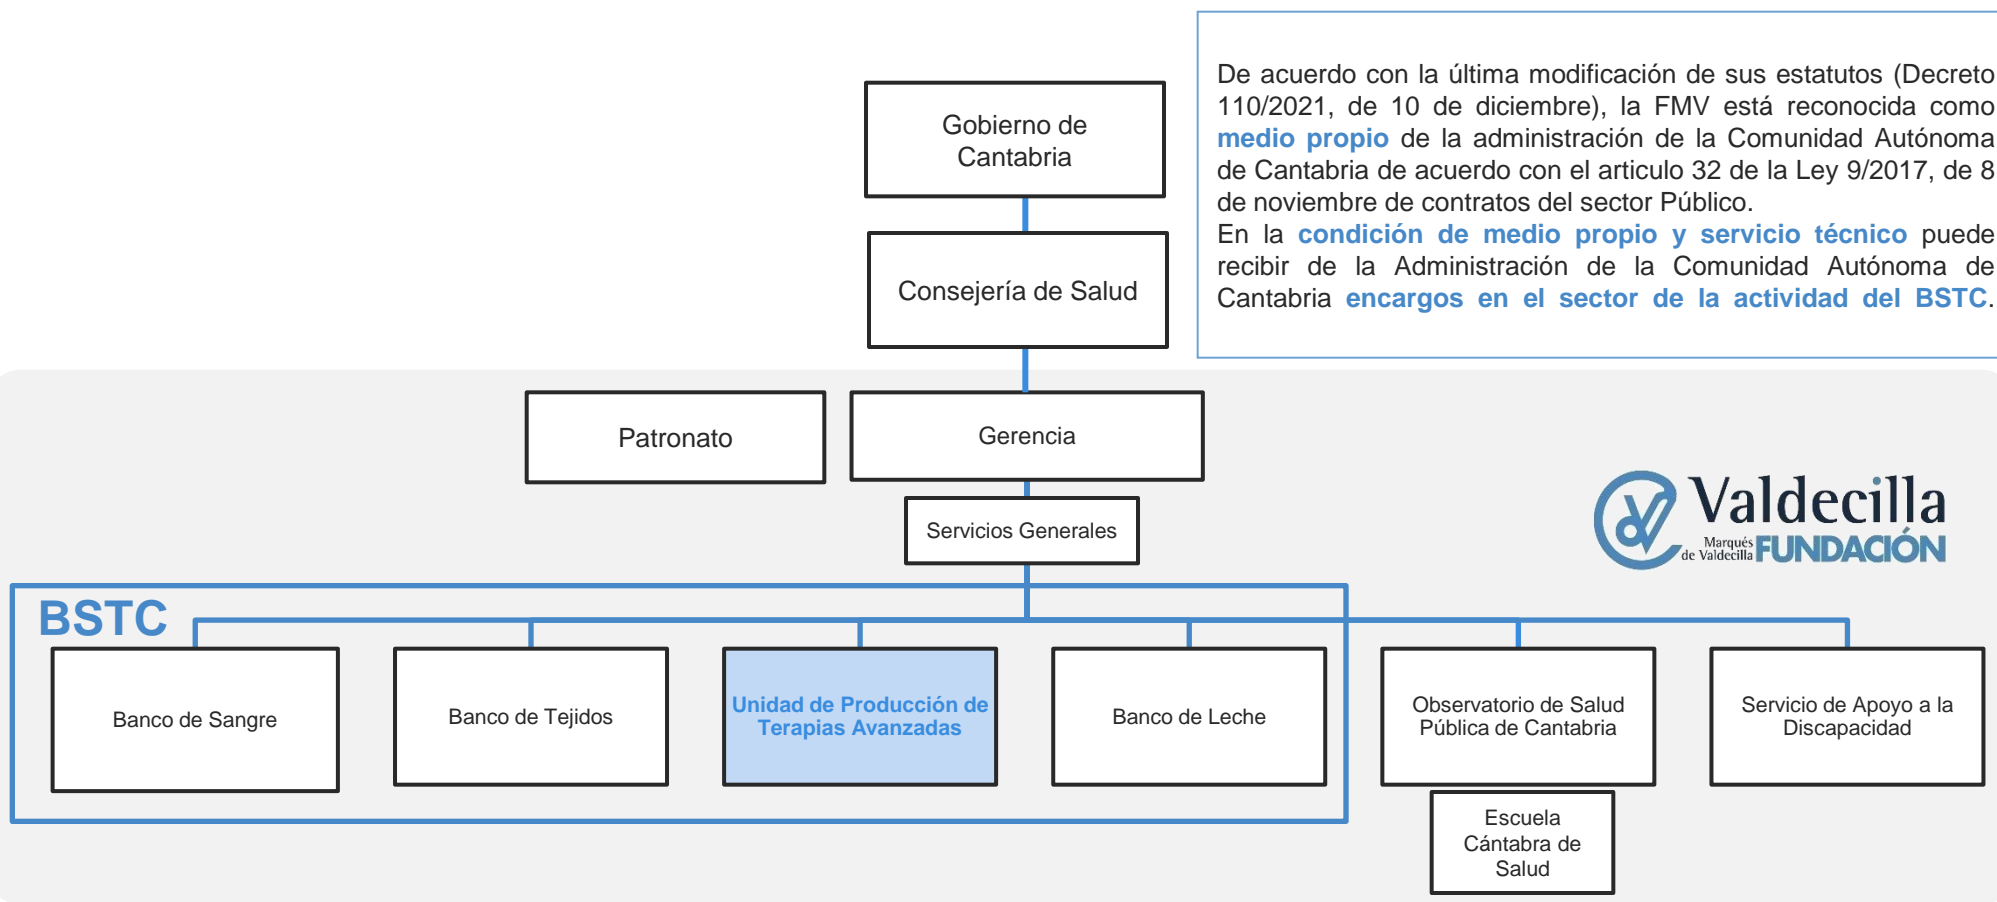 De acuerdo con la última modificación de sus estatutos (Decreto
110/2021, de 10 de diciembre), la FMV está reconocida como
medio propio de la administración de la Comunidad Autónoma
de Cantabria de acuerdo con el articulo 32 de la Ley 9/2017, de 8
de noviembre de contratos del sector Público.
En la condición de medio propio y servicio técnico puede
recibir de la Administración de la Comunidad Autónoma de
Cantabria encargos en el sector de la actividad del BSTC.
Gobierno de
Cantabria
Consejería de Salud
Patronato
Gerencia
Servicios Generales
Valdecilla
Marqués
de Valdecilla FUNDACIÓN
BSTC
Banco de Sangre
Banco de Tejidos
Unidad de Producción de
Terapias Avanzadas
Banco de Leche
Observatorio de Salud
Pública de Cantabria
Servicio de Apoyo a la
Discapacidad
Escuela
Cántabra de
Salud